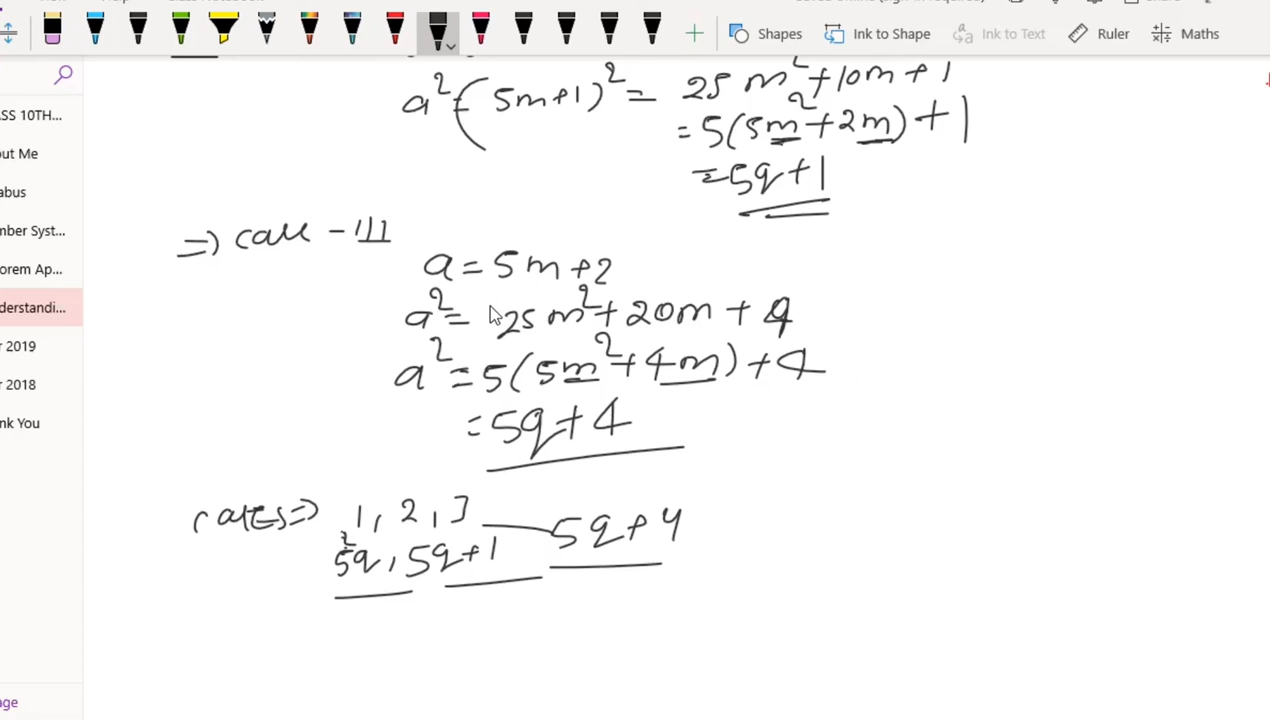 Shapes
Ink to Shape
Ink to Text
Ruler
Maths
ASS 10TH...
out Me
abus
mber Syst...
orem Ap...
derstandi...
r 2019
r 2018
nk You
age
a² = (5m+1)² = 25m²+10m+1
= 5(5m²+2m)+1
= 5q+1
⇒ case - III
a = 5m+2
a² = 25m²+20m+4
a² = 5(5m²+4m)+4
= 5q+4
cases ⇒ 1, 2, 3 — 5q+4
5q, 5q+1